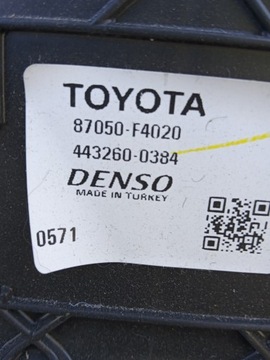 TOYOTA
87050-F4020
443260-0384
DENSO
MADE IN TURKEY
0571